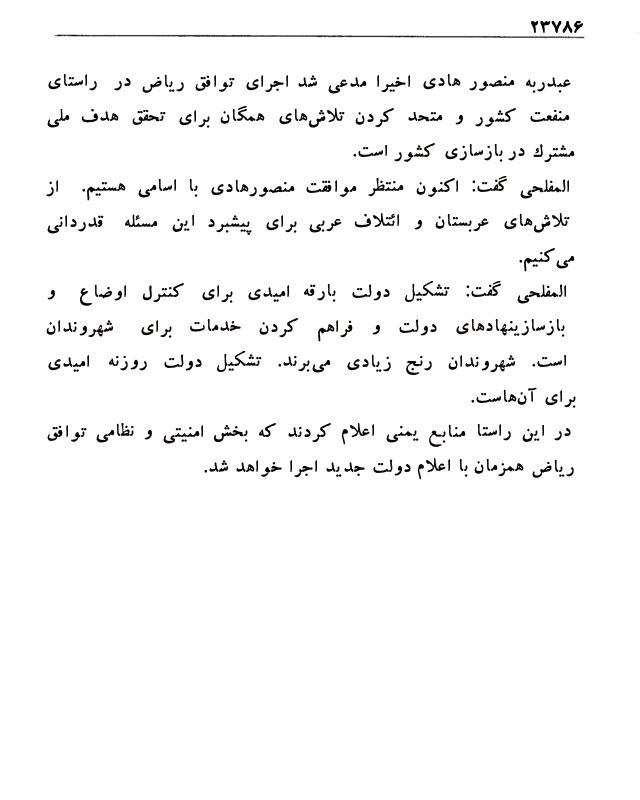 ۲۳۷۸۶
عبدربه منصور هادی اخیرا مدعی شد اجرای توافق ریاض در راستای
منفعت کشور و متحد کردن تلاش‌های همگان برای تحقق هدف ملی
مشترك در بازسازی کشور است.
المفلحی گفت: اکنون منتظر موافقت منصورهادی با اسامی هستیم. از
تلاش‌های عربستان و ائتلاف عربی برای پیشبرد این مسئله قدردانی
می‌کنیم.
المفلحی گفت: تشکیل دولت بارقه امیدی برای کنترل اوضاع و
بازسازینهادهای دولت و فراهم کردن خدمات برای شهروندان
است. شهروندان رنج زیادی می‌برند. تشکیل دولت روزنه امیدی
برای آن‌هاست.
در این راستا منابع یمنی اعلام کردند که بخش امنیتی و نظامی توافق
ریاض همزمان با اعلام دولت جدید اجرا خواهد شد.